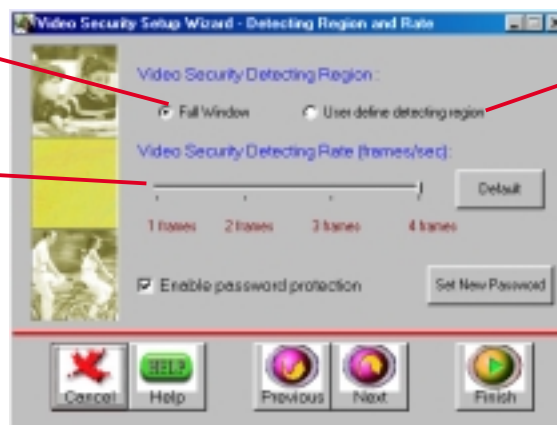 Video Security Setup Wizard - Detecting Region and Rate
Video Security Detecting Region :
Full Window
User define detecting region
Video Security Detecting Rate (frames/sec):
Default
1 frames 2 frames 3 frames 4 frames
Enable password protection
Set New Password
Cancel
HELP
Help
Previous
Next
Finish